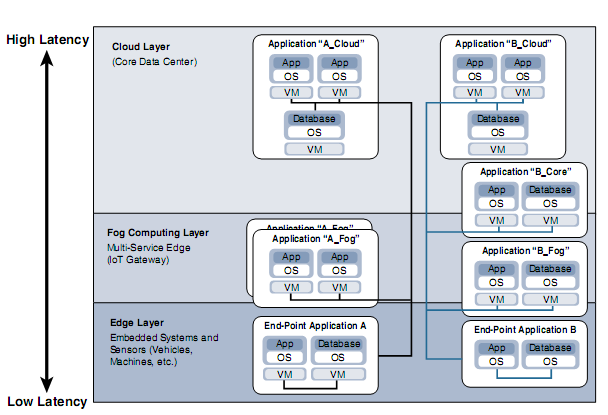 High Latency
Cloud Layer
(Core Data Center)
Application “A_Cloud”
App App
OS OS
VM VM
Database
OS
VM
Application “B_Cloud”
App App
OS OS
VM VM
Database
OS
VM
Application “B_Core”
App Database
OS OS
VM VM
Fog Computing Layer
Multi-Service Edge
(IoT Gateway)
Application “A_Fog”
Application “A_Fog”
App App
OS OS
VM VM
Application “B_Fog”
App Database
OS OS
VM VM
Edge Layer
Embedded Systems and
Sensors (Vehicles,
Machines, etc.)
End-Point Application A
App Database
OS OS
VM VM
End-Point Application B
App Database
OS OS
Low Latency